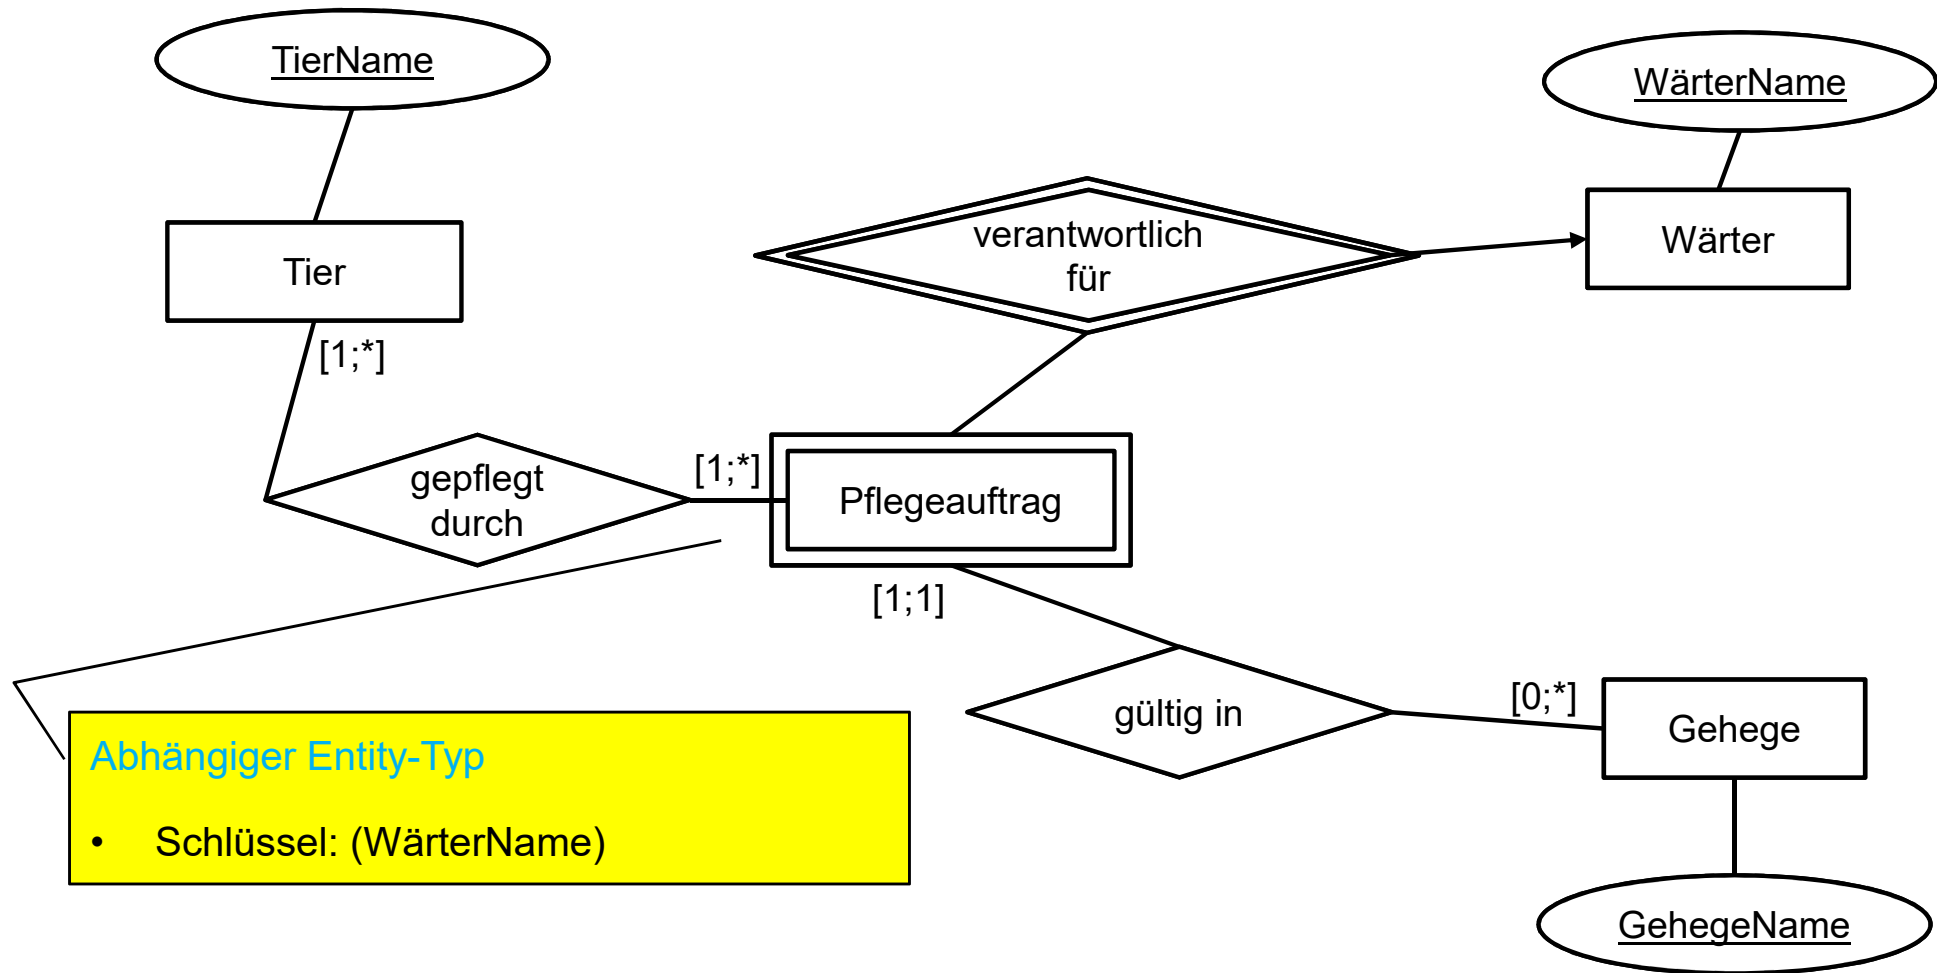 TierName
WärterName
Tier
verantwortlich
für
Wärter
[1;*]
gepflegt
durch
[1;*]
Pflegeauftrag
[1;1]
gültig in
[0;*]
Gehege
Abhängiger Entity-Typ
• Schlüssel: (WärterName)
GehegeName